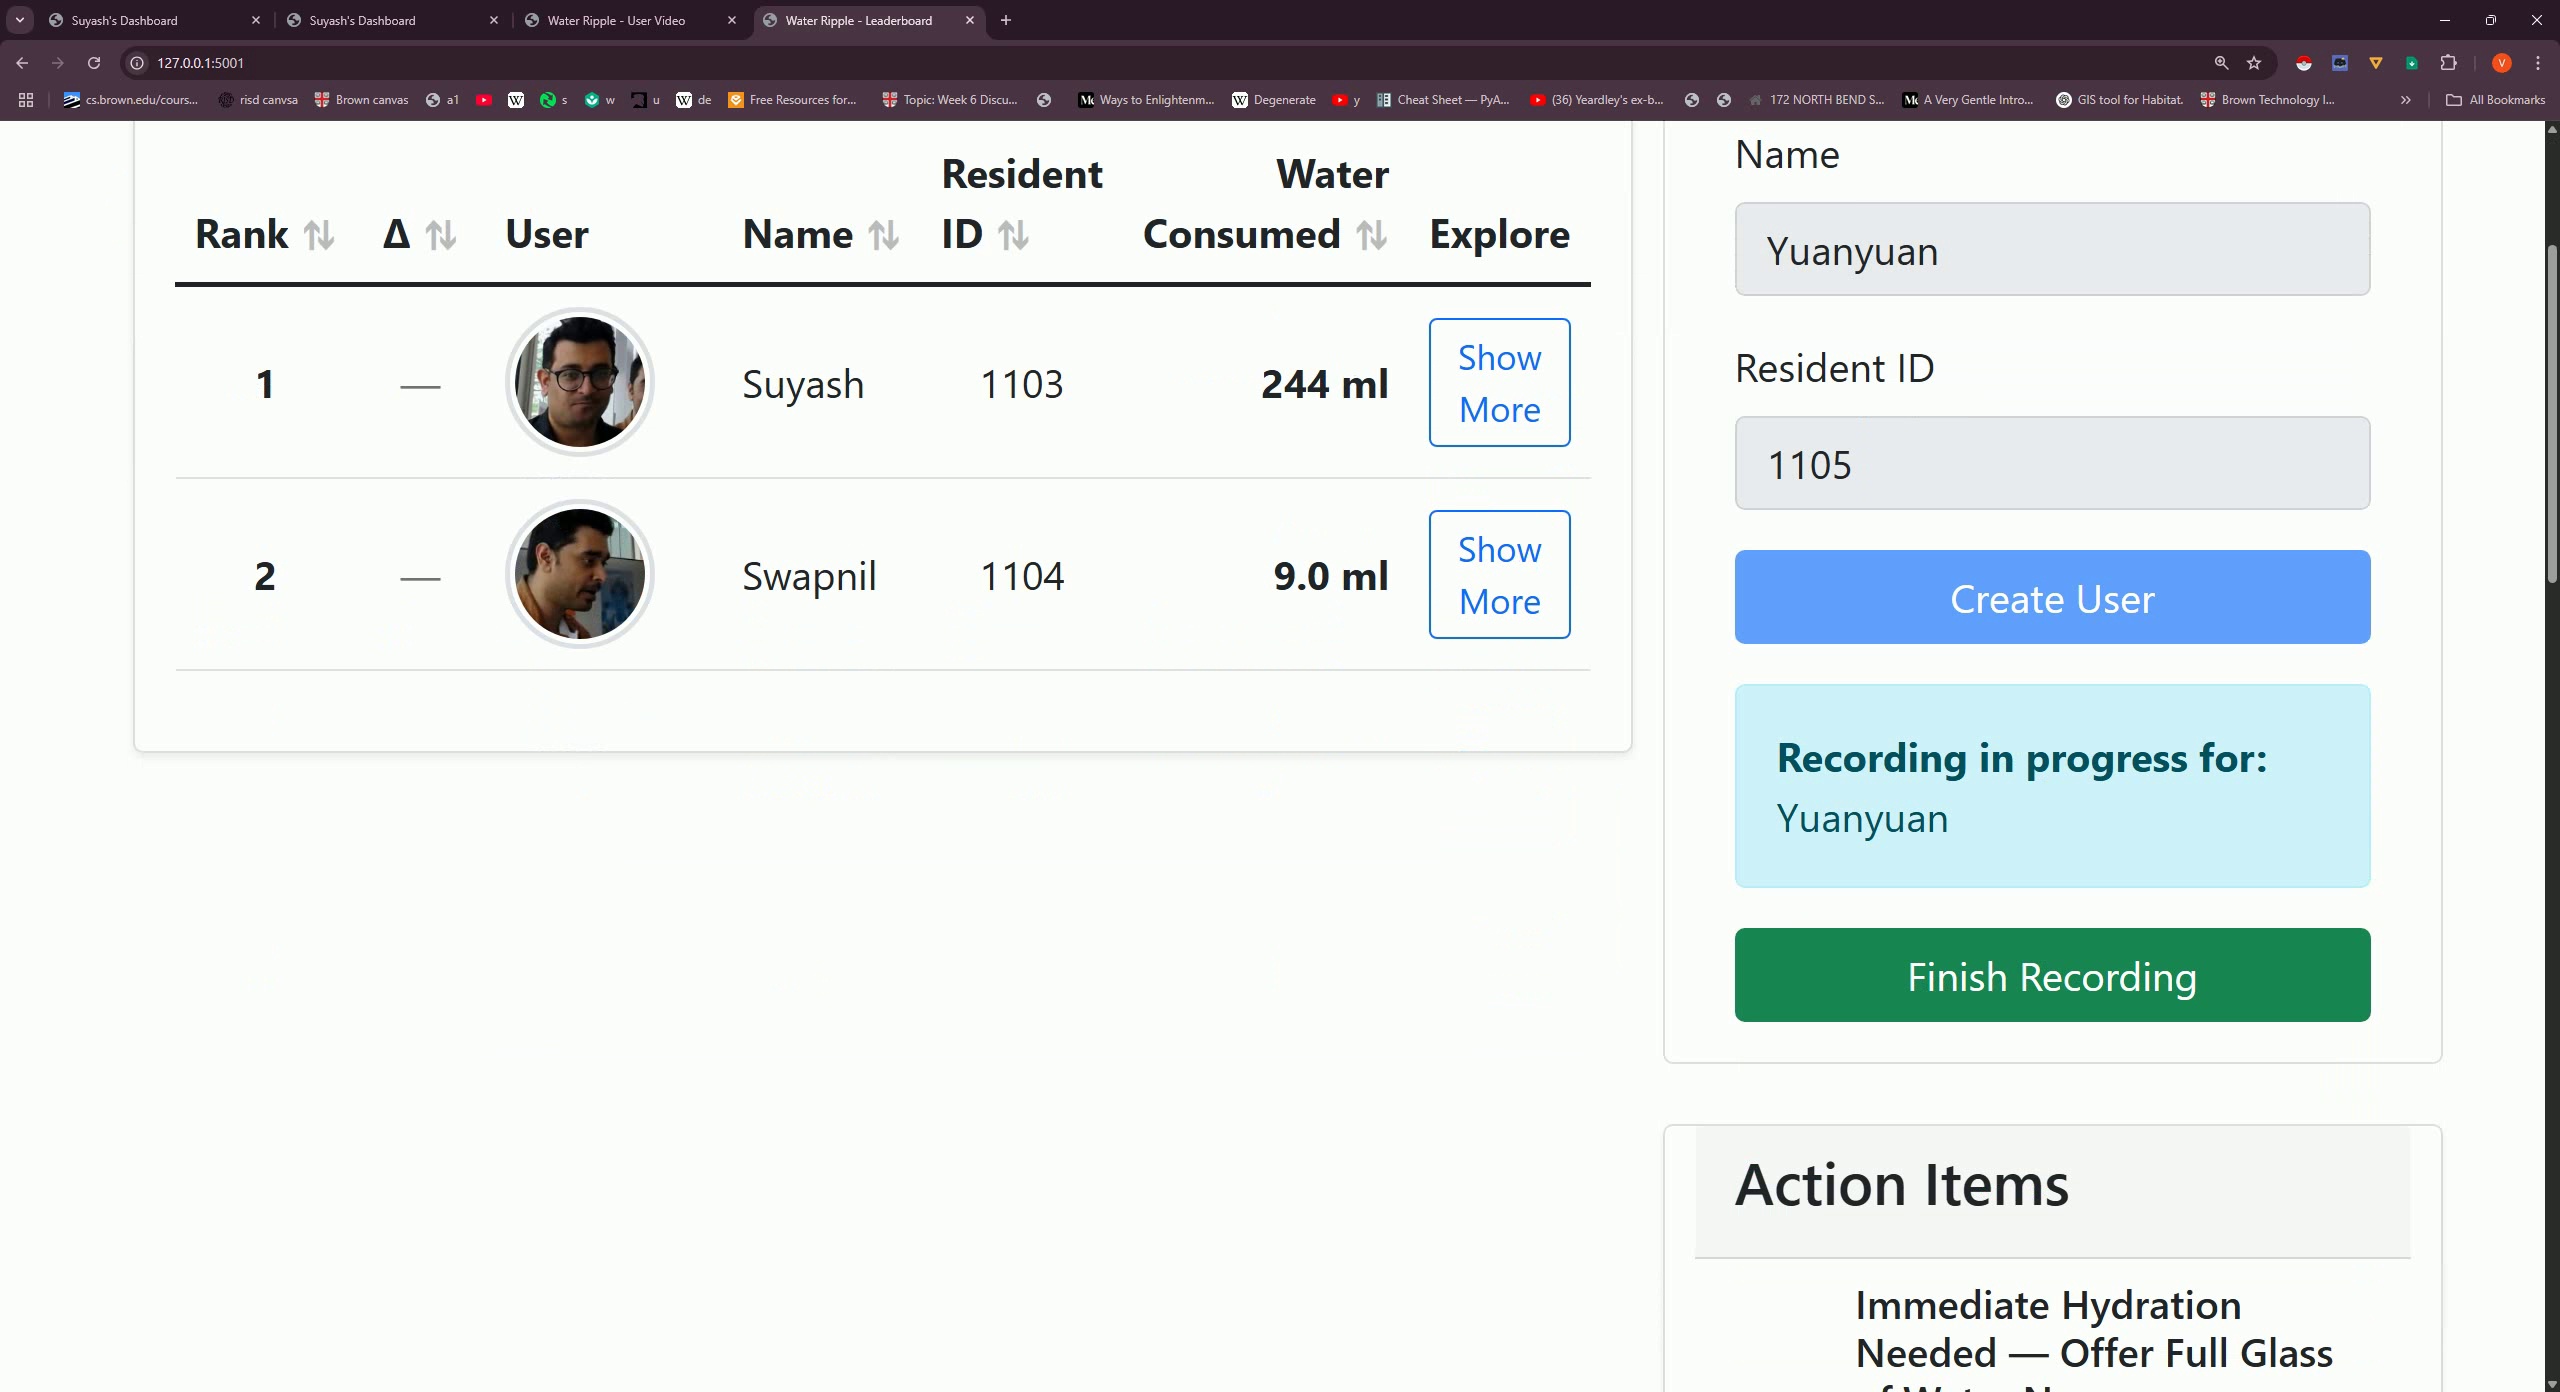 Suyash's Dashboard
Suyash's Dashboard
Water Ripple - User Video
Water Ripple - Leaderboard
127.0.0.1:5001
cs.brown.edu/cours...
risd canvsa
Brown canvas
a1
s
w
u
de
Free Resources for...
Topic: Week 6 Discu...
Ways to Enlightenm...
Degenerate
y
Cheat Sheet — PyA...
(36) Yeardley's ex-b...
172 NORTH BEND S...
A Very Gentle Intro...
GIS tool for Habitat.
Brown Technology I...
All Bookmarks
Rank
Δ
User
Name
Resident
ID
Water
Consumed
Explore
1
—
Suyash
1103
244 ml
Show
More
2
—
Swapnil
1104
9.0 ml
Show
More
Name
Yuanyuan
Resident ID
1105
Create User
Recording in progress for:
Yuanyuan
Finish Recording
Action Items
Immediate Hydration
Needed — Offer Full Glass